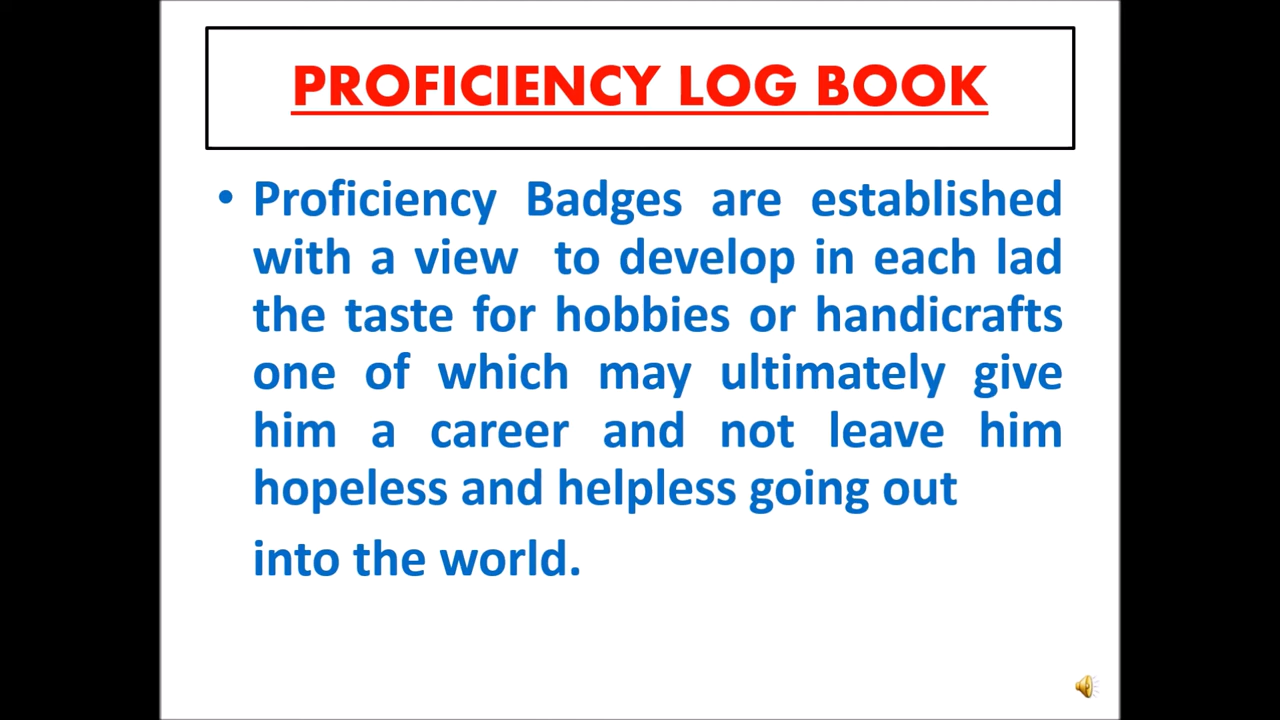 PROFICIENCY LOG BOOK
• Proficiency Badges are established
with a view to develop in each lad
the taste for hobbies or handicrafts
one of which may ultimately give
him a career and not leave him
hopeless and helpless going out
into the world.